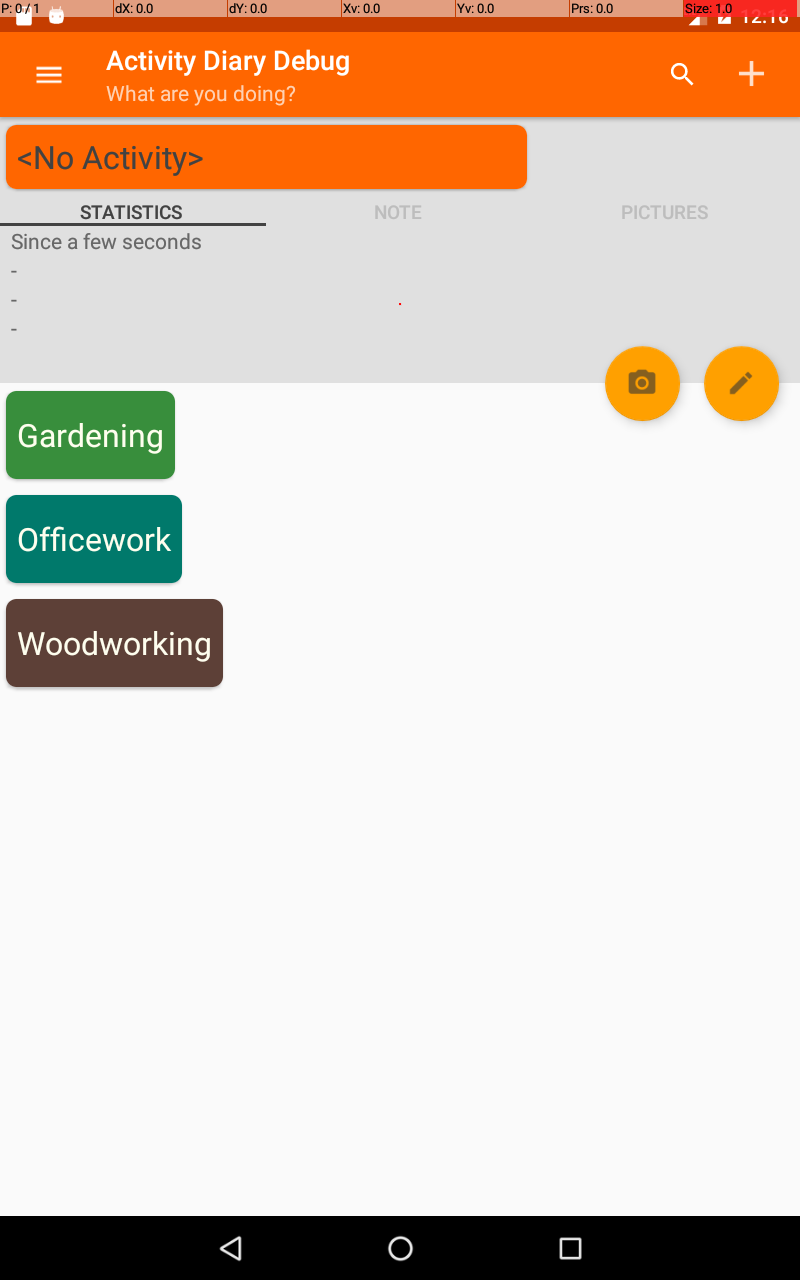 P: 0 / 1 dX: 0.0 dY: 0.0 Xv: 0.0 Yv: 0.0 Prs: 0.0 Size: 1.0
12:16
Activity Diary Debug
What are you doing?
<No Activity>
STATISTICS NOTE PICTURES
Since a few seconds
-
-
-
Gardening
Officework
Woodworking